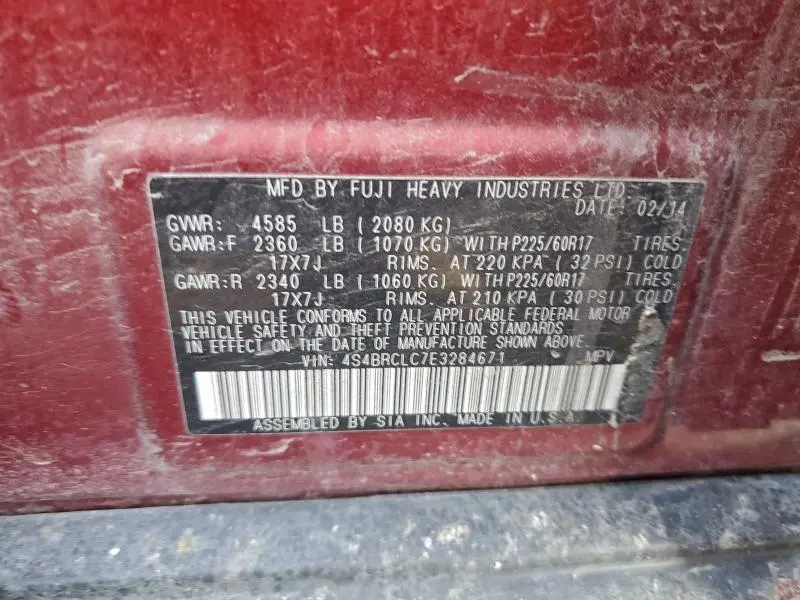 MFD BY FUJI HEAVY INDUSTRIES LTD.
DATE: 02/14
GVWR: 4585 LB ( 2080 KG)
GAWR:F 2360 LB ( 1070 KG) WITH P225/60R17 TIRES.
17X7J RIMS. AT 220 KPA ( 32 PSI) COLD
GAWR:R 2340 LB ( 1060 KG) WITH P225/60R17 TIRES.
17X7J RIMS. AT 210 KPA ( 30 PSI) COLD
THIS VEHICLE CONFORMS TO ALL APPLICABLE FEDERAL MOTOR
VEHICLE SAFETY AND THEFT PREVENTION STANDARDS
IN EFFECT ON THE DATE OF MANUFACTURE SHOWN ABOVE.
VIN: 4S4BRCLC7E3284671 MPV
ASSEMBLED BY SIA INC. MADE IN U.S.A.